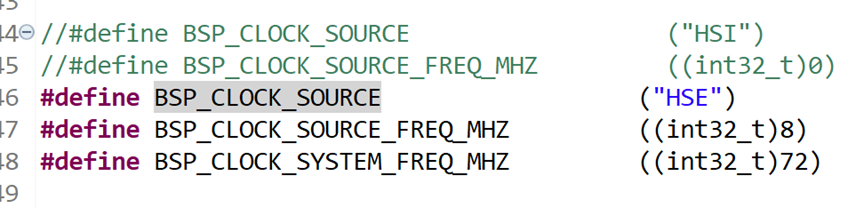 43
44 //#define BSP_CLOCK_SOURCE ("HSI")
45 //#define BSP_CLOCK_SOURCE_FREQ_MHZ ((int32_t)0)
46 #define BSP_CLOCK_SOURCE ("HSE")
47 #define BSP_CLOCK_SOURCE_FREQ_MHZ ((int32_t)8)
48 #define BSP_CLOCK_SYSTEM_FREQ_MHZ ((int32_t)72)
49